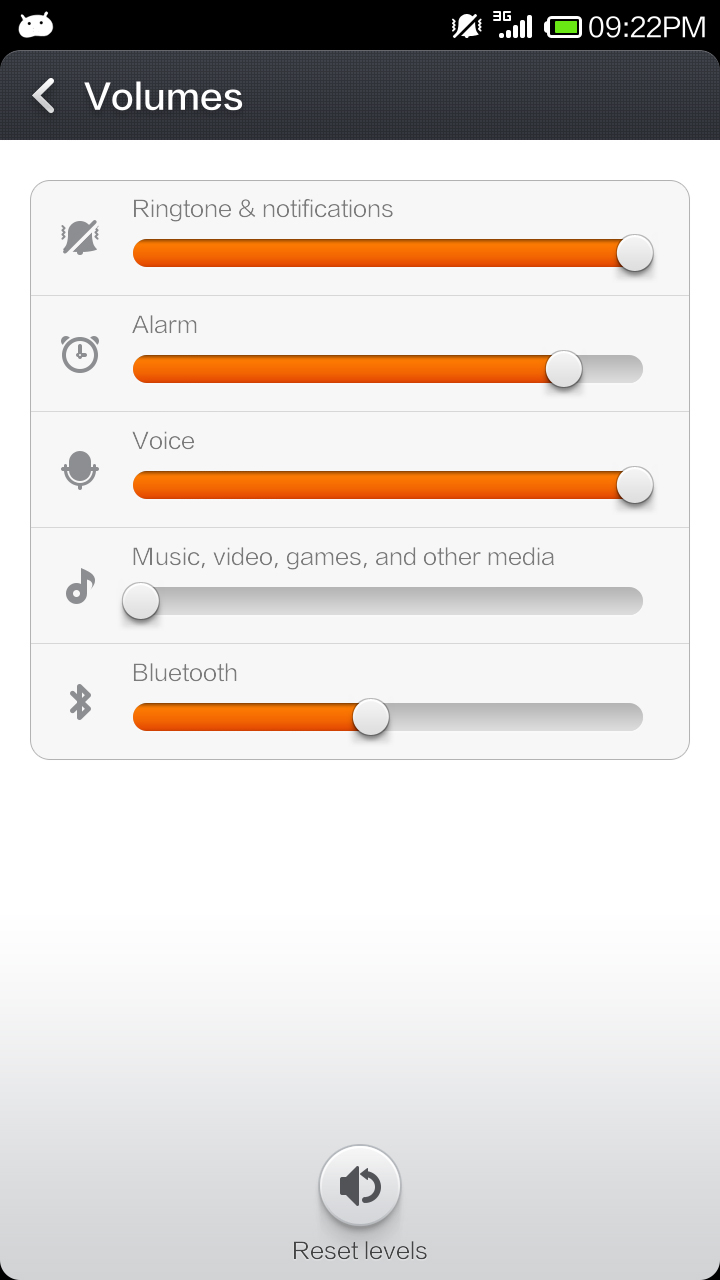 3G 09:22PM
Volumes
Ringtone & notifications
Alarm
Voice
Music, video, games, and other media
Bluetooth
Reset levels